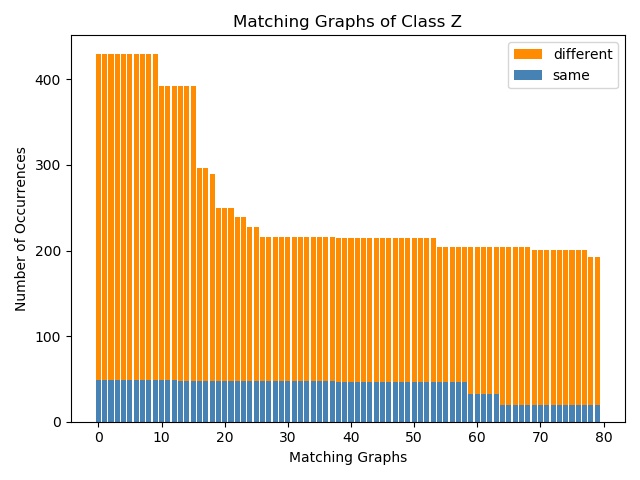 Matching Graphs of Class Z
different
same
Number of Occurrences
400
300
200
100
0
0 10 20 30 40 50 60 70 80
Matching Graphs